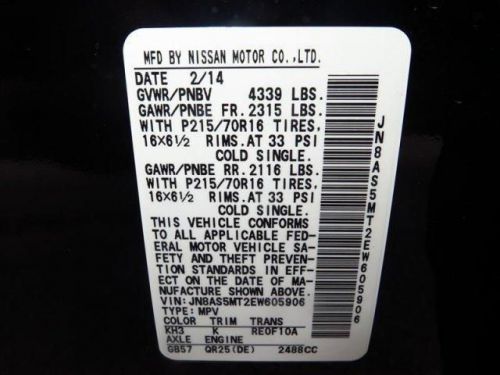 MFD BY NISSAN MOTOR CO.,LTD.
DATE 2/14
GVWR/PNBV 4339 LBS.
GAWR/PNBE FR. 2315 LBS.
WITH P215/70R16 TIRES,
16X6½ RIMS,AT 33 PSI
COLD SINGLE.
GAWR/PNBE RR. 2116 LBS.
WITH P215/70R16 TIRES,
16X6½ RIMS,AT 33 PSI
COLD SINGLE.
THIS VEHICLE CONFORMS
TO ALL APPLICABLE FED-
ERAL MOTOR VEHICLE SA-
FETY AND THEFT PREVEN-
TION STANDARDS IN EFF-
ECT ON THE DATE OF MA-
NUFACTURE SHOWN ABOVE.
VIN:JN8AS5MT2EW605906
TYPE:MPV
COLOR TRIM TRANS
KH3 K RE0F10A
AXLE ENGINE
GB57 QR25(DE) 2488CC
JN8AS5MT2EW605906